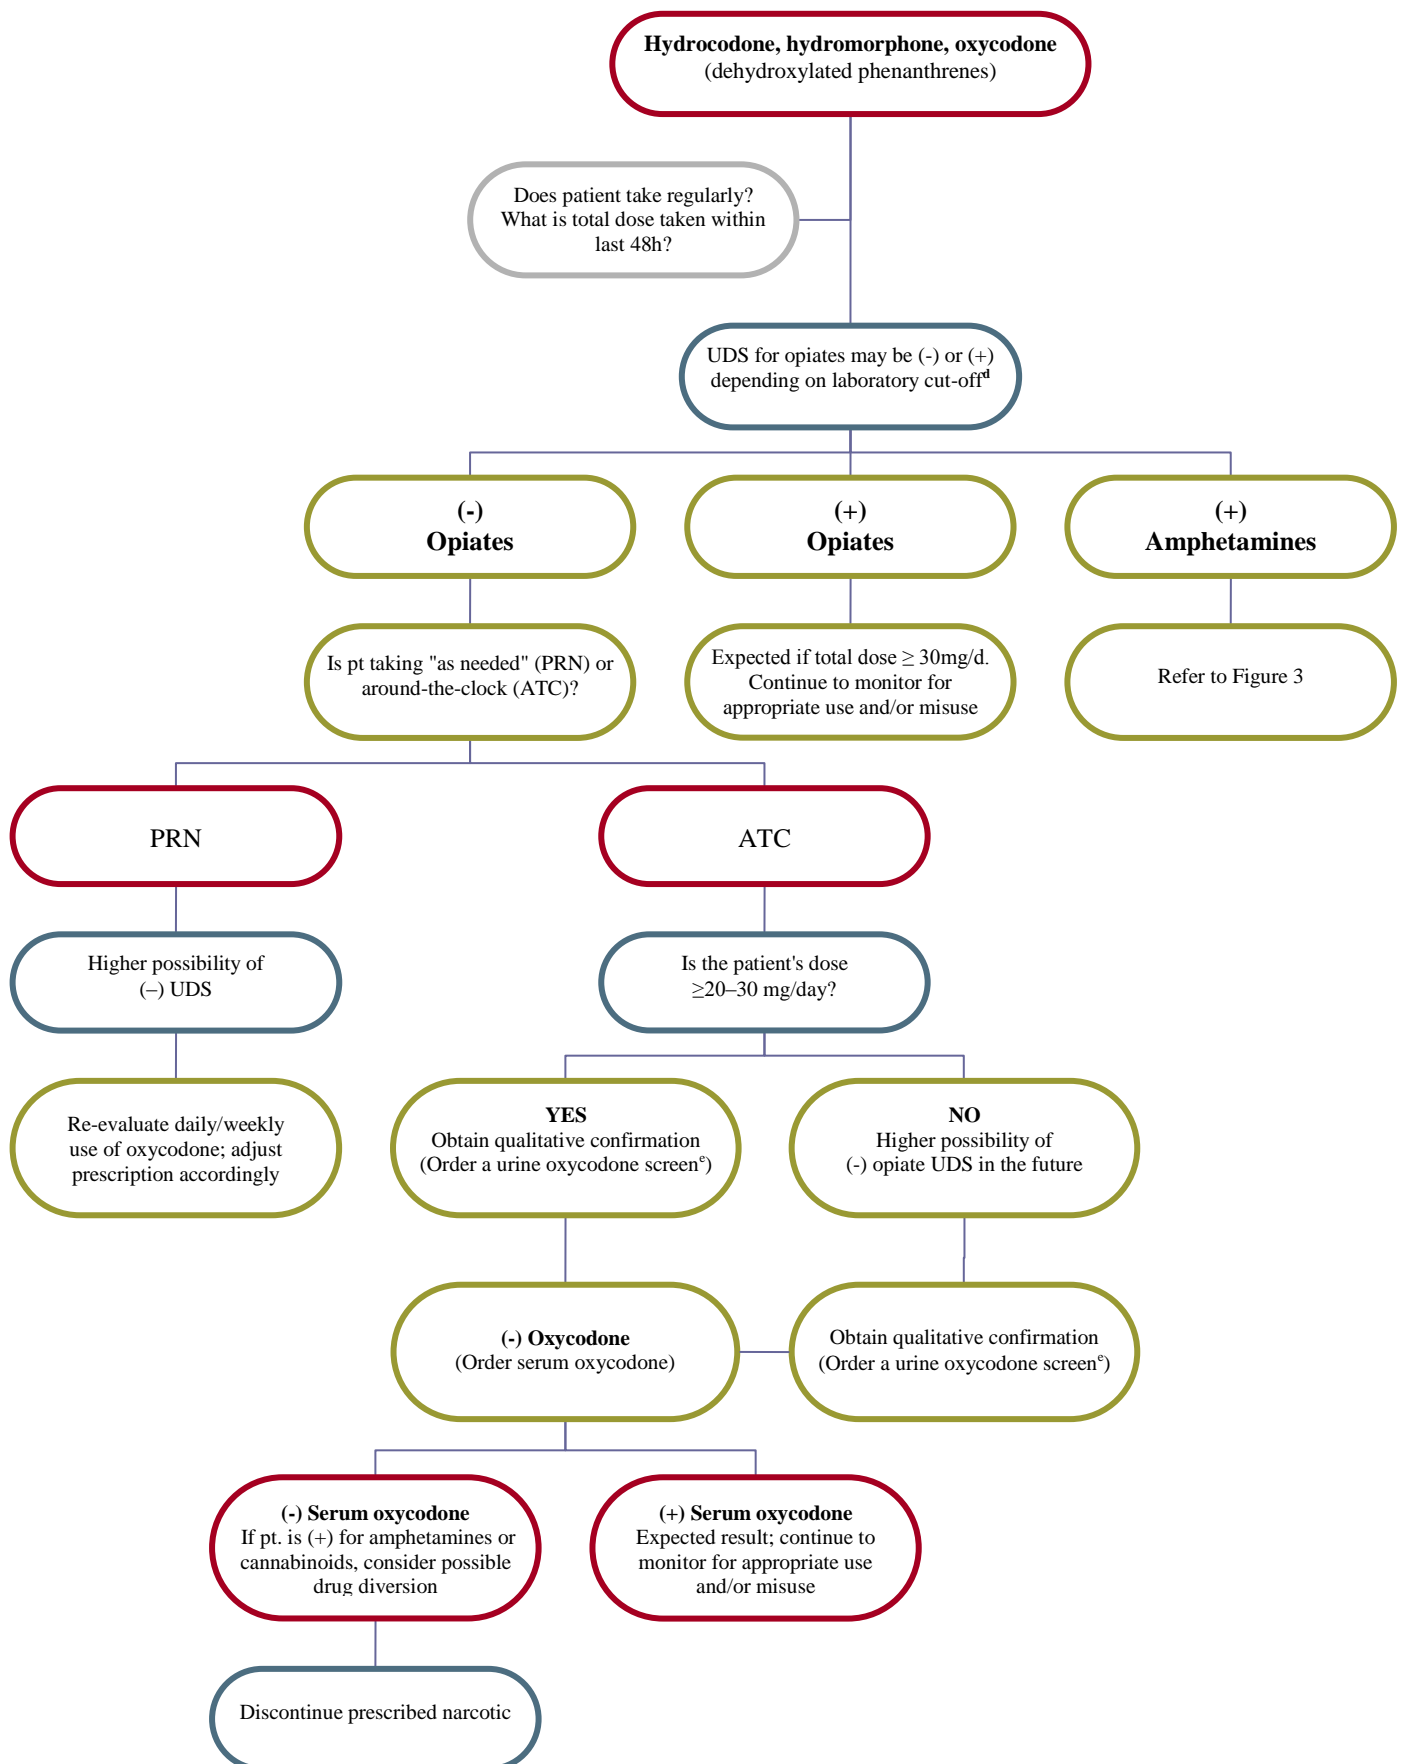 Hydrocodone, hydromorphone, oxycodone
(dehydroxylated phenanthrenes)
Does patient take regularly?
What is total dose taken within
last 48h?
UDS for opiates may be (-) or (+)
depending on laboratory cut-offᵈ
(-)
Opiates
(+)
Opiates
(+)
Amphetamines
Is pt taking "as needed" (PRN) or
around-the-clock (ATC)?
Expected if total dose ≥ 30mg/d.
Continue to monitor for
appropriate use and/or misuse
Refer to Figure 3
PRN
ATC
Higher possibility of
(–) UDS
Is the patient's dose
≥20–30 mg/day?
Re-evaluate daily/weekly
use of oxycodone; adjust
prescription accordingly
YES
Obtain qualitative confirmation
(Order a urine oxycodone screenᵉ)
NO
Higher possibility of
(-) opiate UDS in the future
(-) Oxycodone
(Order serum oxycodone)
Obtain qualitative confirmation
(Order a urine oxycodone screenᵉ)
(-) Serum oxycodone
If pt. is (+) for amphetamines or
cannabinoids, consider possible
drug diversion
(+) Serum oxycodone
Expected result; continue to
monitor for appropriate use
and/or misuse
Discontinue prescribed narcotic